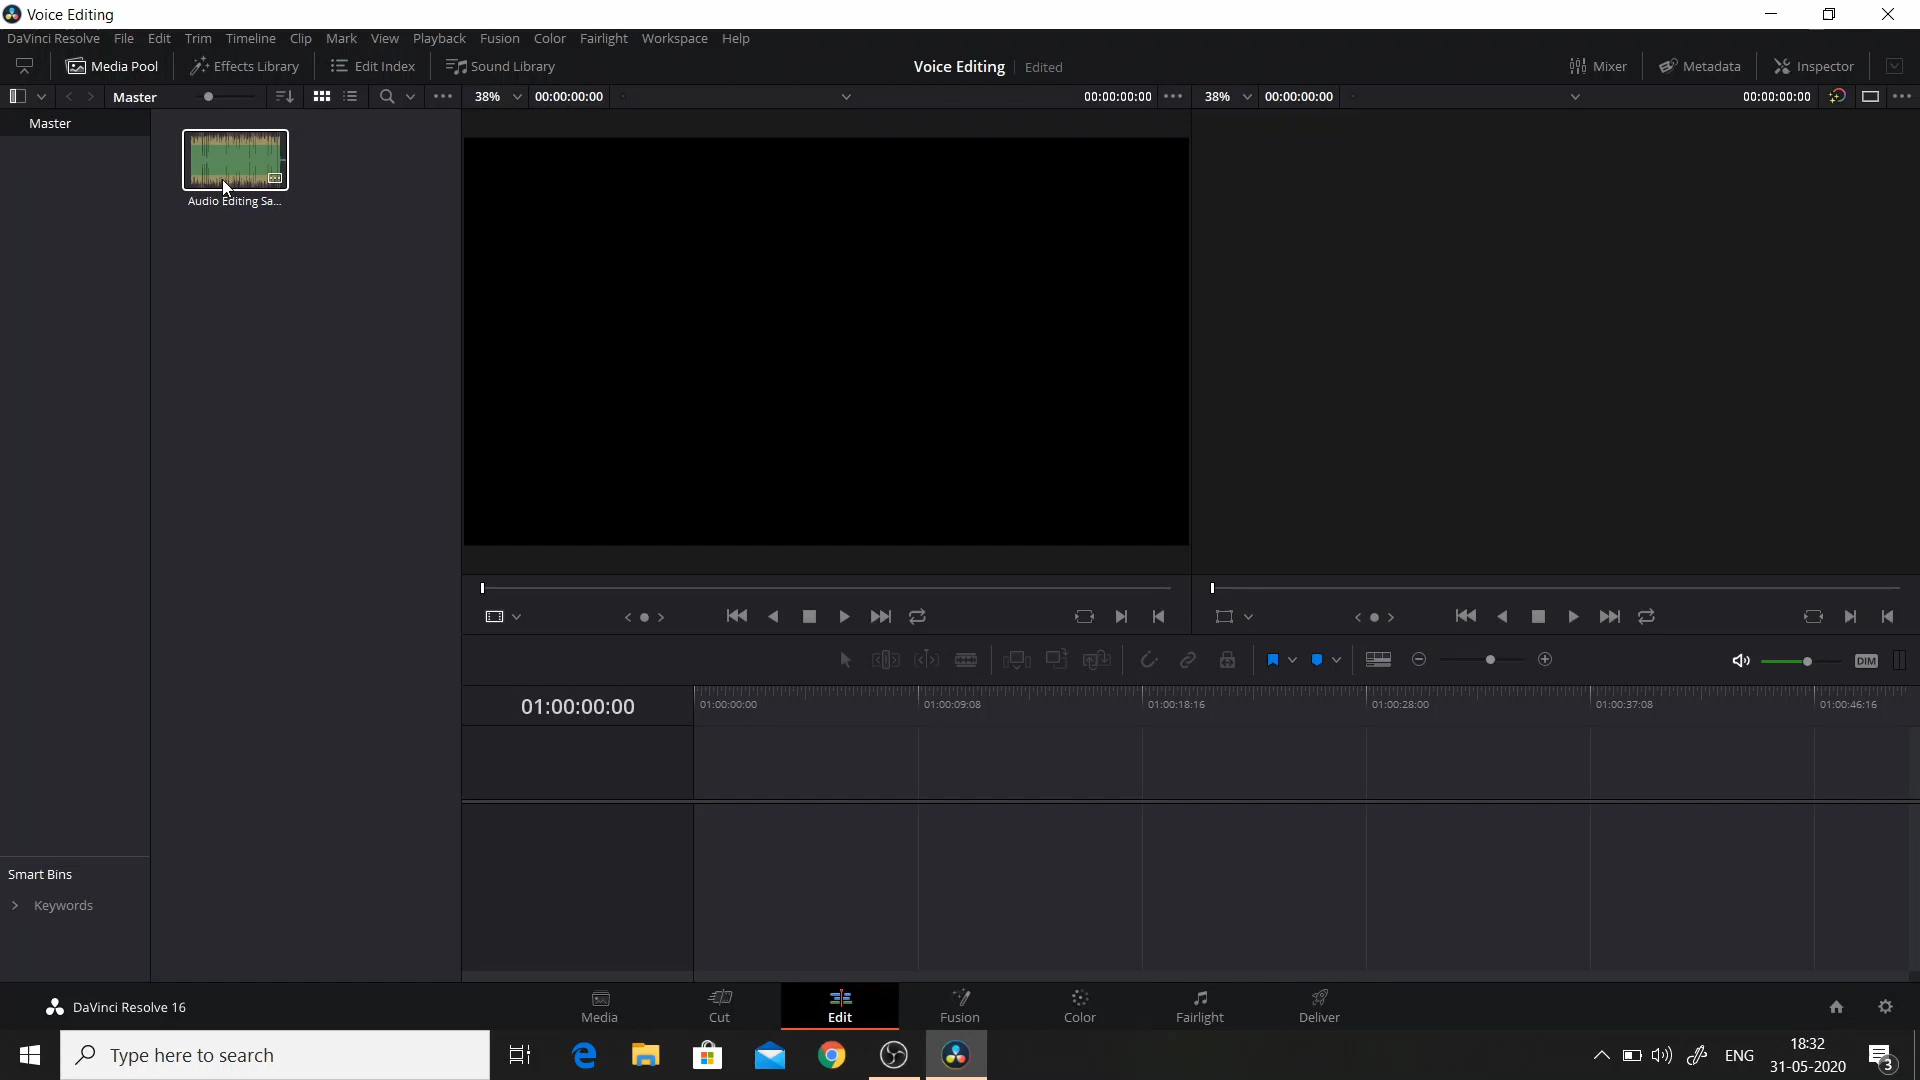 Voice Editing
DaVinci Resolve File Edit Trim Timeline Clip Mark View Playback Fusion Color Fairlight Workspace Help
Media Pool Effects Library Edit Index Sound Library Voice Editing Edited Mixer Metadata Inspector
Master 38% 00:00:00:00 00:00:00:00 38% 00:00:00:00 00:00:00:00
Master
Audio Editing Sa...
DIM
01:00:00:00 01:00:00:00 01:00:09:08 01:00:18:16 01:00:28:00 01:00:37:08 01:00:46:16
Smart Bins
Keywords
DaVinci Resolve 16 Media Cut Edit Fusion Color Fairlight Deliver
Type here to search ENG 18:32
31-05-2020 3